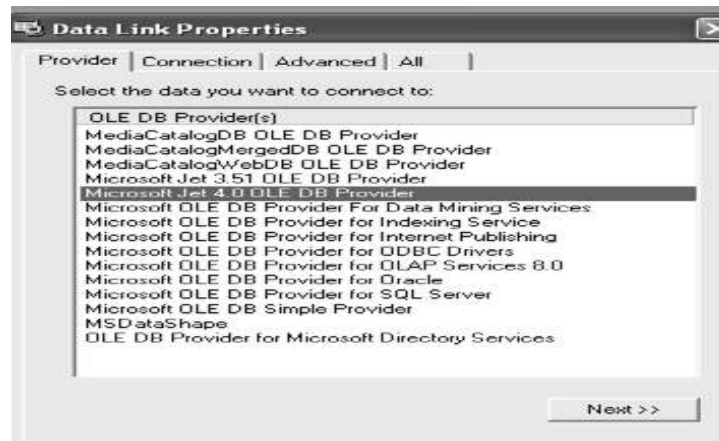 Data Link Properties
Provider Connection Advanced All
Select the data you want to connect to:
OLE DB Provider(s)
MediaCatalogDB OLE DB Provider
MediaCatalogMergedDB OLE DB Provider
MediaCatalogWebDB OLE DB Provider
Microsoft Jet 3.51 OLE DB Provider
Microsoft Jet 4.0 OLE DB Provider
Microsoft OLE DB Provider For Data Mining Services
Microsoft OLE DB Provider for Indexing Service
Microsoft OLE DB Provider for Internet Publishing
Microsoft OLE DB Provider for ODBC Drivers
Microsoft OLE DB Provider for OLAP Services 8.0
Microsoft OLE DB Provider for Oracle
Microsoft OLE DB Provider for SQL Server
Microsoft OLE DB Simple Provider
MSDataShape
OLE DB Provider for Microsoft Directory Services
Next >>